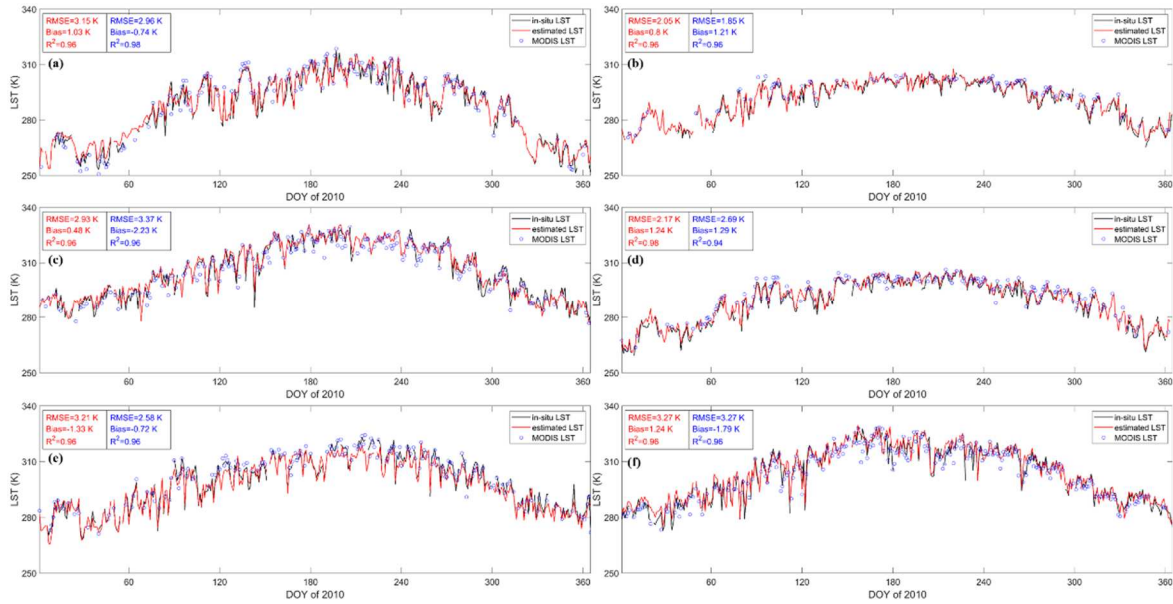 340
RMSE=3.15 K
Bias=1.03 K
R²=0.96
RMSE=2.96 K
Bias=-0.74 K
R²=0.98
in-situ LST
estimated LST
MODIS LST
(a)
310
LST (K)
280
250
60
120
180
240
300
360
DOY of 2010
340
RMSE=2.05 K
Bias=0.8 K
R²=0.96
RMSE=1.85 K
Bias=1.21 K
R²=0.96
in-situ LST
estimated LST
MODIS LST
(b)
310
LST (K)
280
250
60
120
180
240
300
360
DOY of 2010
340
RMSE=2.93 K
Bias=0.48 K
R²=0.96
RMSE=3.37 K
Bias=-2.23 K
R²=0.96
in-situ LST
estimated LST
MODIS LST
(c)
310
LST (K)
280
250
60
120
180
240
300
360
DOY of 2010
340
RMSE=2.17 K
Bias=1.24 K
R²=0.98
RMSE=2.69 K
Bias=1.29 K
R²=0.94
in-situ LST
estimated LST
MODIS LST
(d)
310
LST (K)
280
250
60
120
180
240
300
360
DOY of 2010
340
RMSE=3.21 K
Bias=-1.33 K
R²=0.96
RMSE=2.58 K
Bias=-0.72 K
R²=0.96
in-situ LST
estimated LST
MODIS LST
(e)
310
LST (K)
280
250
60
120
180
240
300
360
DOY of 2010
340
RMSE=3.27 K
Bias=1.24 K
R²=0.96
RMSE=3.27 K
Bias=-1.79 K
R²=0.96
in-situ LST
estimated LST
MODIS LST
(f)
310
LST (K)
280
250
60
120
180
240
300
360
DOY of 2010